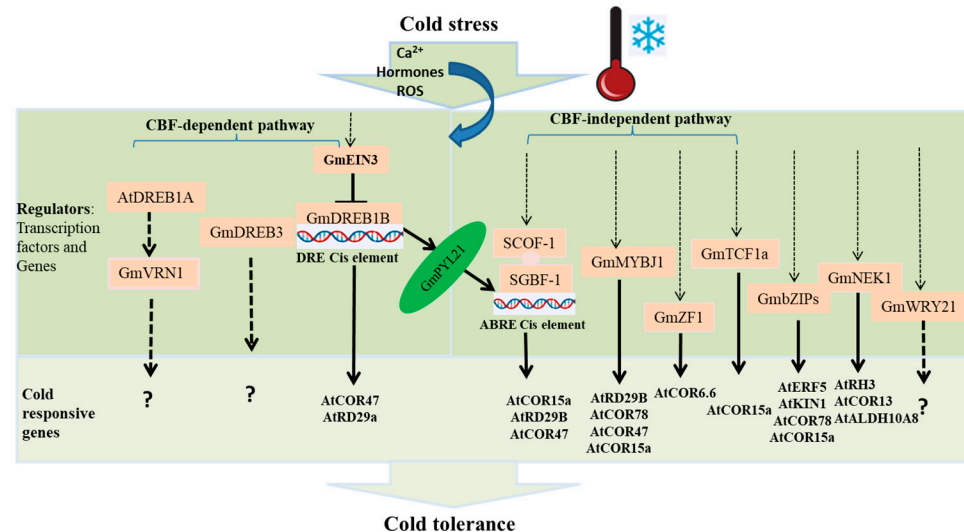 Cold stress
Ca²⁺
Hormones
ROS
CBF-dependent pathway
CBF-independent pathway
GmEIN3
Regulators:
Transcription
factors and
Genes
AtDREB1A
GmVRN1
GmDREB3
GmDREB1B
DRE Cis element
GmPYL21
SCOF-1
SGBF-1
ABRE Cis element
GmMYBJ1
GmZF1
GmTCF1a
GmbZIPs
GmNEK1
GmWRY21
Cold
responsive
genes
?
?
AtCOR47
AtRD29a
AtCOR15a
AtRD29B
AtCOR47
AtRD29B
AtCOR78
AtCOR47
AtCOR15a
AtCOR6.6
AtCOR15a
AtERF5
AtKIN1
AtCOR78
AtCOR15a
AtRH3
AtCOR13
AtALDH10A8
?
Cold tolerance